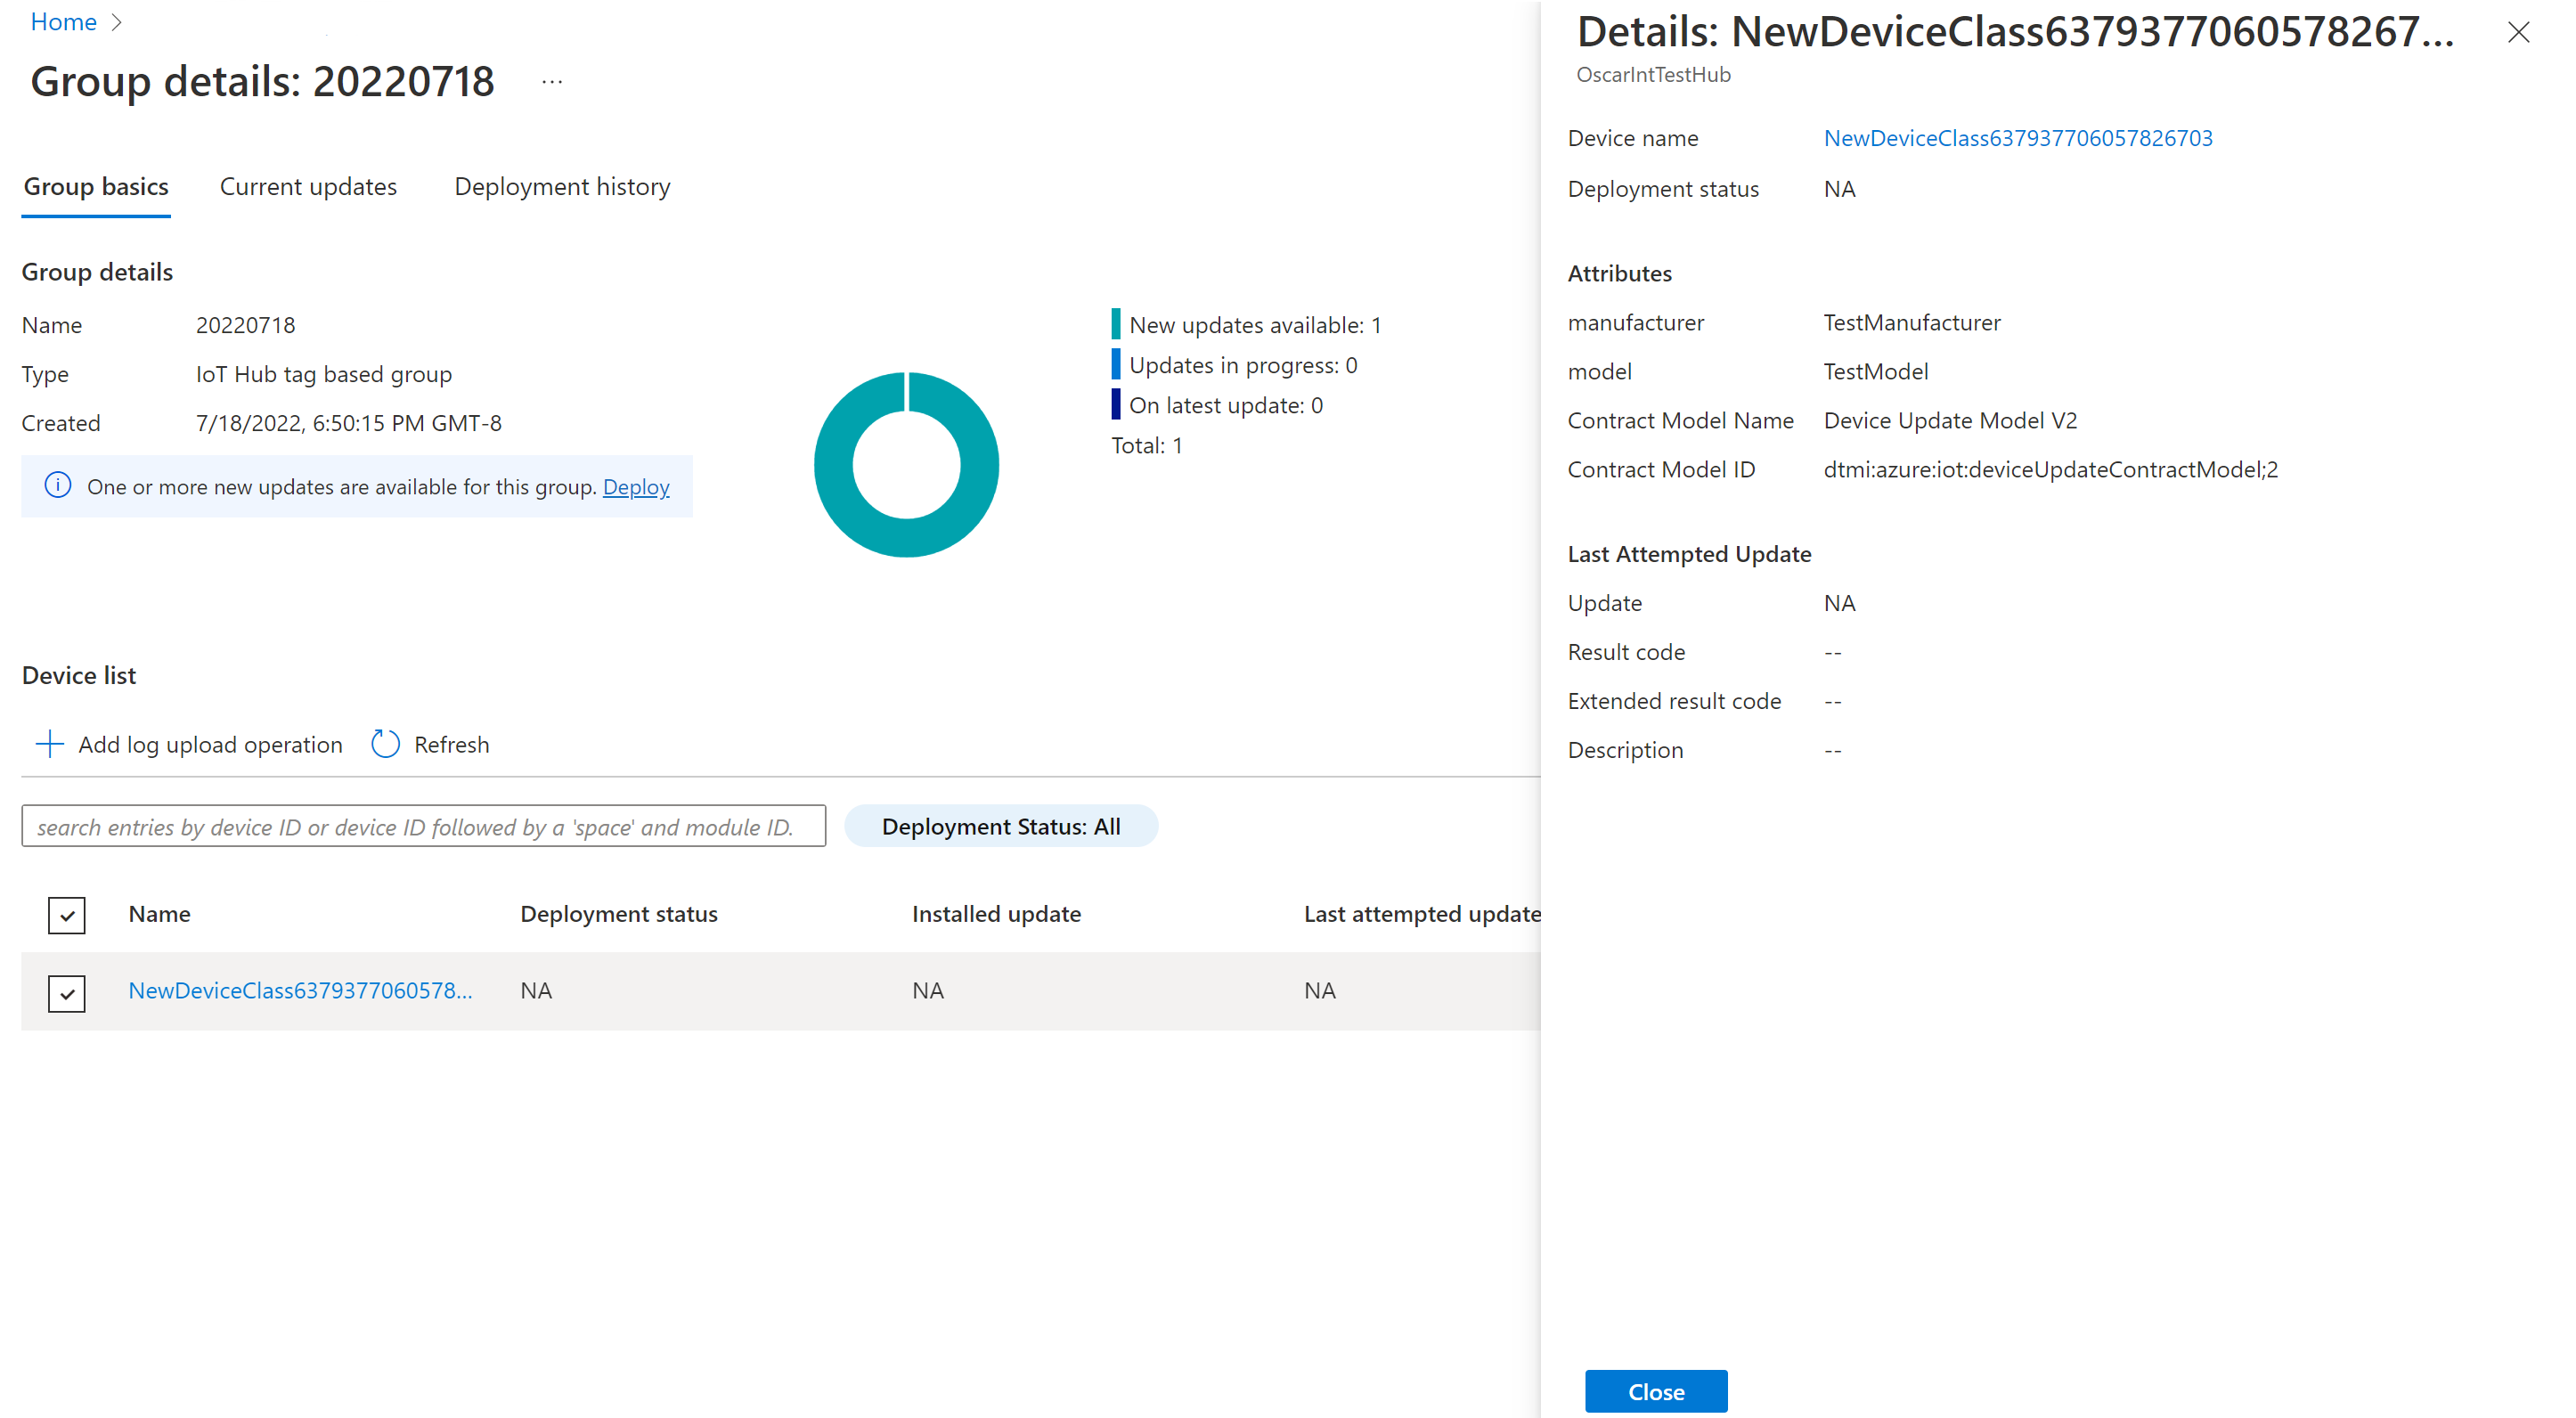 Home
Group details: 20220718 ...
Group basics Current updates Deployment history
Group details
Name 20220718
Type IoT Hub tag based group
Created 7/18/2022, 6:50:15 PM GMT-8
One or more new updates are available for this group. Deploy
New updates available: 1
Updates in progress: 0
On latest update: 0
Total: 1
Device list
Add log upload operation Refresh
search entries by device ID or device ID followed by a 'space' and module ID.
Deployment Status: All
Name Deployment status Installed update Last attempted update
NewDeviceClass6379377060578... NA NA NA
Details: NewDeviceClass6379377060578267...
OscarIntTestHub
Device name NewDeviceClass637937706057826703
Deployment status NA
Attributes
manufacturer TestManufacturer
model TestModel
Contract Model Name Device Update Model V2
Contract Model ID dtmi:azure:iot:deviceUpdateContractModel;2
Last Attempted Update
Update NA
Result code --
Extended result code --
Description --
Close